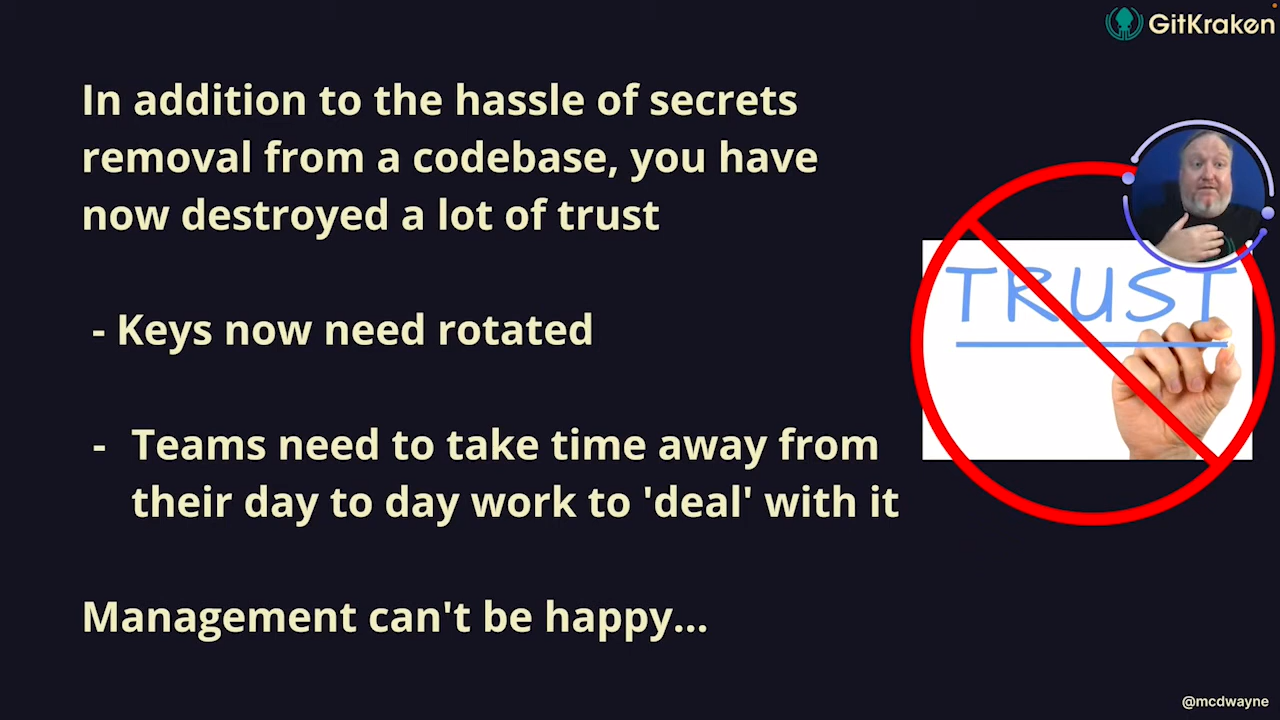 GitKraken
In addition to the hassle of secrets
removal from a codebase, you have
now destroyed a lot of trust
TRUST
- Keys now need rotated
- Teams need to take time away from
their day to day work to 'deal' with it
Management can't be happy...
@mcdwayne